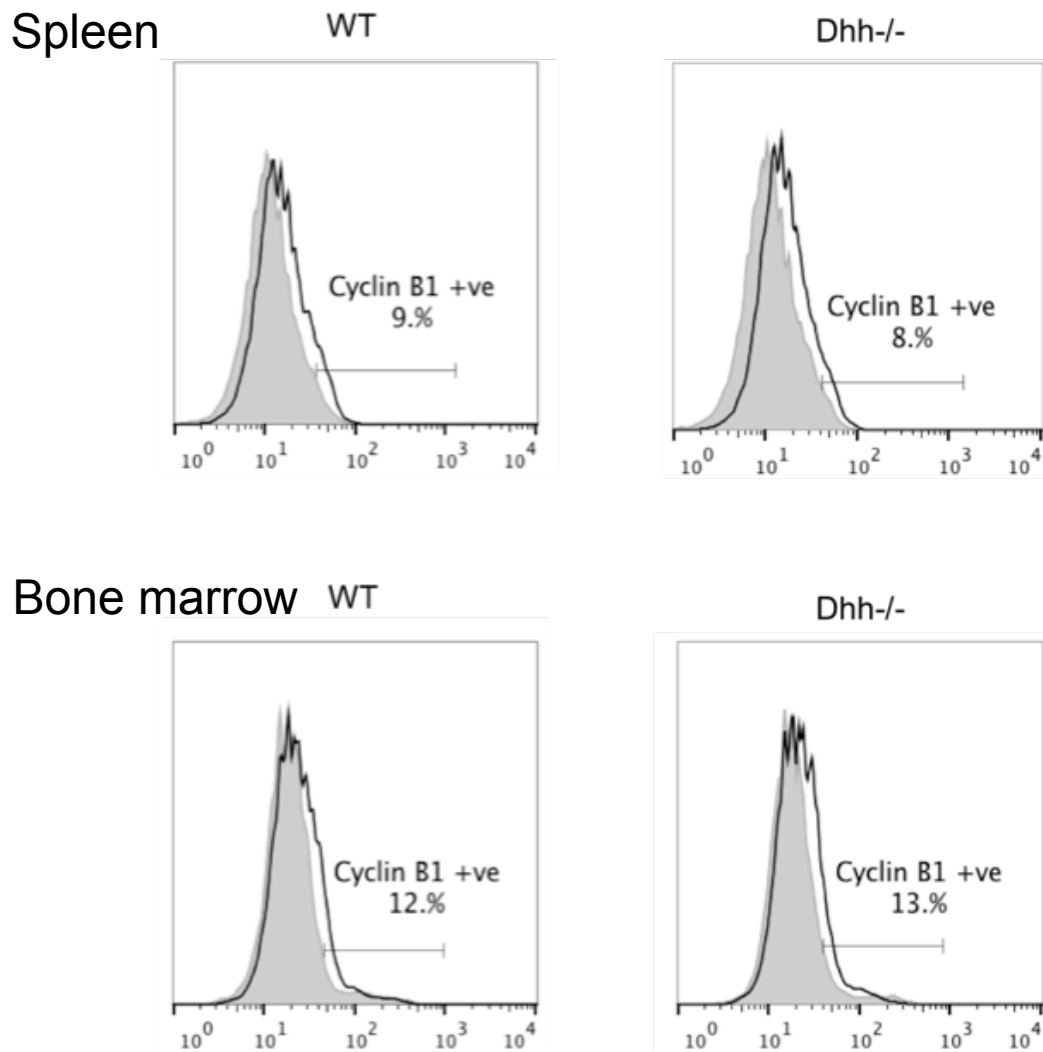 Spleen
WT
Dhh-/-
Cyclin B1 +ve
9.%
Cyclin B1 +ve
8.%
10^0 10^1 10^2 10^3 10^4
10^0 10^1 10^2 10^3 10^4
Bone marrow
WT
Dhh-/-
Cyclin B1 +ve
12.%
Cyclin B1 +ve
13.%
10^0 10^1 10^2 10^3 10^4
10^0 10^1 10^2 10^3 10^4